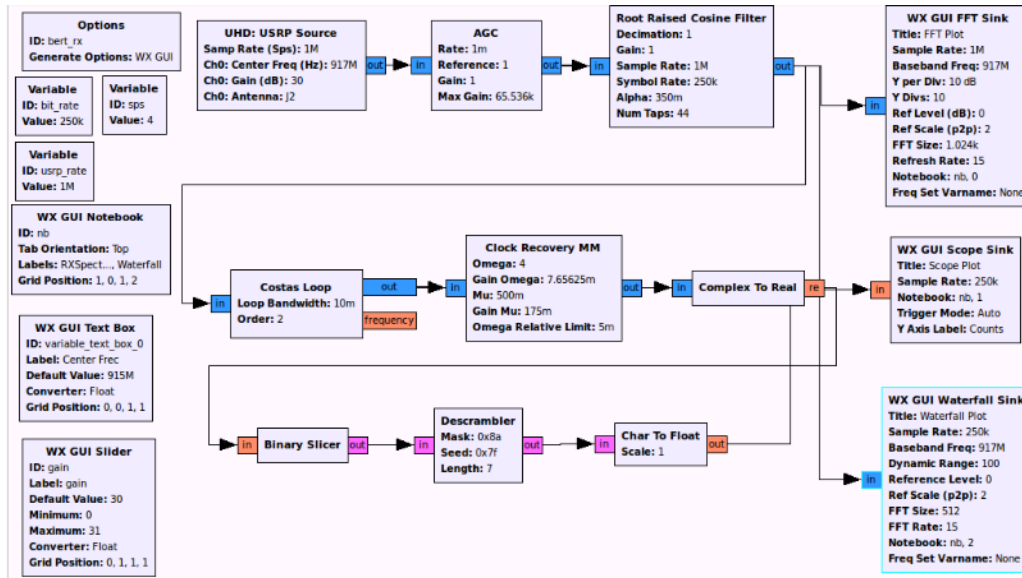 Options
ID: bert_rx
Generate Options: WX GUI
Variable
ID: bit_rate
Value: 250k
Variable
ID: sps
Value: 4
Variable
ID: usrp_rate
Value: 1M
WX GUI Notebook
ID: nb
Tab Orientation: Top
Labels: RXSpect..., Waterfall
Grid Position: 1, 0, 1, 2
WX GUI Text Box
ID: variable_text_box_0
Label: Center Frec
Default Value: 915M
Converter: Float
Grid Position: 0, 0, 1, 1
WX GUI Slider
ID: gain
Label: gain
Default Value: 30
Minimum: 0
Maximum: 31
Converter: Float
Grid Position: 0, 1, 1, 1
UHD: USRP Source
Samp Rate (Sps): 1M
Ch0: Center Freq (Hz): 917M
Ch0: Gain (dB): 30
Ch0: Antenna: J2
out
in
AGC
Rate: 1m
Reference: 1
Gain: 1
Max Gain: 65.536k
out
in
Root Raised Cosine Filter
Decimation: 1
Gain: 1
Sample Rate: 1M
Symbol Rate: 250k
Alpha: 350m
Num Taps: 44
out
in
WX GUI FFT Sink
Title: FFT Plot
Sample Rate: 1M
Baseband Freq: 917M
Y per Div: 10 dB
Y Divs: 10
Ref Level (dB): 0
Ref Scale (p2p): 2
FFT Size: 1.024k
Refresh Rate: 15
Notebook: nb, 0
Freq Set Varname: None
in
Costas Loop
Loop Bandwidth: 10m
Order: 2
out
frequency
in
Clock Recovery MM
Omega: 4
Gain Omega: 7.65625m
Mu: 500m
Gain Mu: 175m
Omega Relative Limit: 5m
out
in
Complex To Real
re
in
WX GUI Scope Sink
Title: Scope Plot
Sample Rate: 250k
Notebook: nb, 1
Trigger Mode: Auto
Y Axis Label: Counts
in
Binary Slicer
out
in
Descrambler
Mask: 0x8a
Seed: 0x7f
Length: 7
out
in
Char To Float
Scale: 1
out
in
WX GUI Waterfall Sink
Title: Waterfall Plot
Sample Rate: 250k
Baseband Freq: 917M
Dynamic Range: 100
Reference Level: 0
Ref Scale (p2p): 2
FFT Size: 512
FFT Rate: 15
Notebook: nb, 2
Freq Set Varname: None